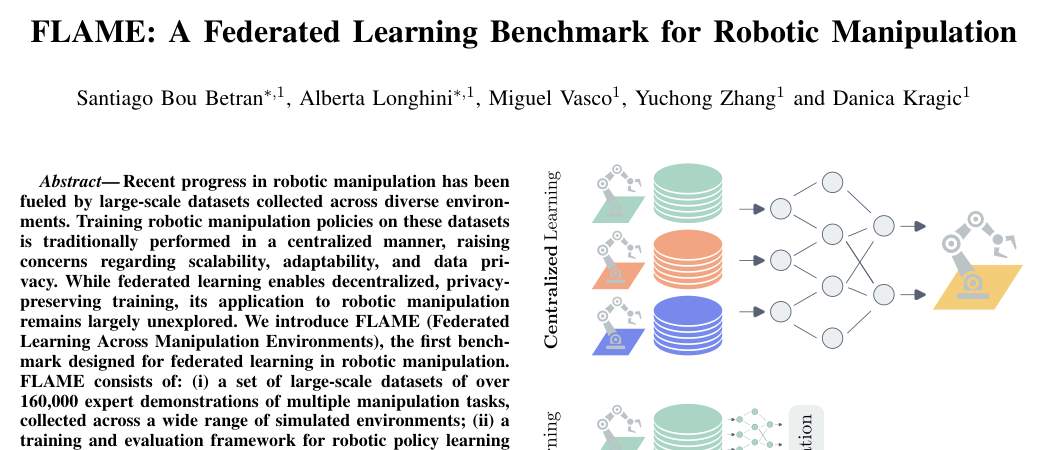 FLAME: A Federated Learning Benchmark for Robotic Manipulation
Santiago Bou Betran*,1, Alberta Longhini*,1, Miguel Vasco1, Yuchong Zhang1 and Danica Kragic1
Abstract—Recent progress in robotic manipulation has been
fueled by large-scale datasets collected across diverse environ-
ments. Training robotic manipulation policies on these datasets
is traditionally performed in a centralized manner, raising
concerns regarding scalability, adaptability, and data pri-
vacy. While federated learning enables decentralized, privacy-
preserving training, its application to robotic manipulation
remains largely unexplored. We introduce FLAME (Federated
Learning Across Manipulation Environments), the first bench-
mark designed for federated learning in robotic manipulation.
FLAME consists of: (i) a set of large-scale datasets of over
160,000 expert demonstrations of multiple manipulation tasks,
collected across a wide range of simulated environments; (ii) a
training and evaluation framework for robotic policy learning
Centralized Learning